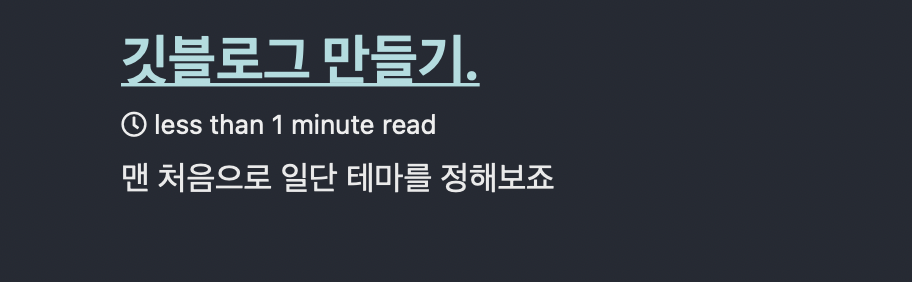 깃블로그 만들기.
less than 1 minute read
맨 처음으로 일단 테마를 정해보죠